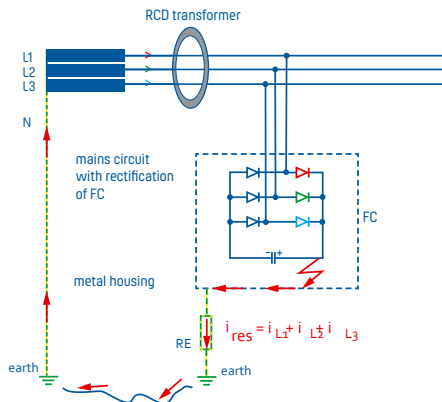 RCD transformer
L1
L2
L3
N
mains circuit
with rectification
of FC
- +
FC
metal housing
i res = i L1 + i L2 ± i L3
RE
earth
earth